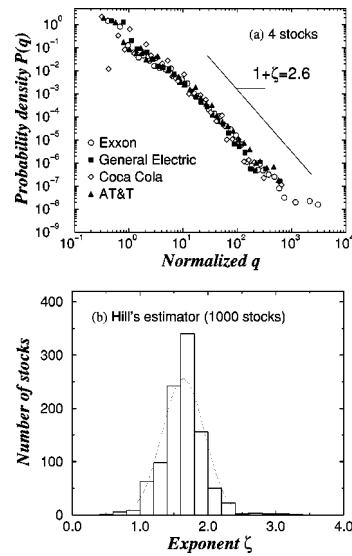 Probability density P(q)
10^0
10^-1
10^-2
10^-3
10^-4
10^-5
10^-6
10^-7
10^-8
10^-9
(a) 4 stocks
1+ζ=2.6
Exxon
General Electric
Coca Cola
AT&T
10^-1 10^0 10^1 10^2 10^3 10^4
Normalized q
Number of stocks
400
300
200
100
0
(b) Hill's estimator (1000 stocks)
0.0 1.0 2.0 3.0 4.0
Exponent ζ